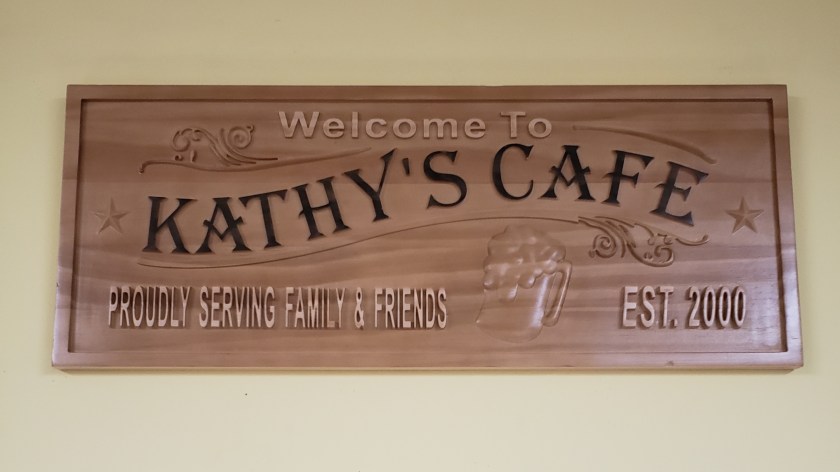 Welcome To
KATHY'S CAFE
PROUDLY SERVING FAMILY & FRIENDS
EST. 2000